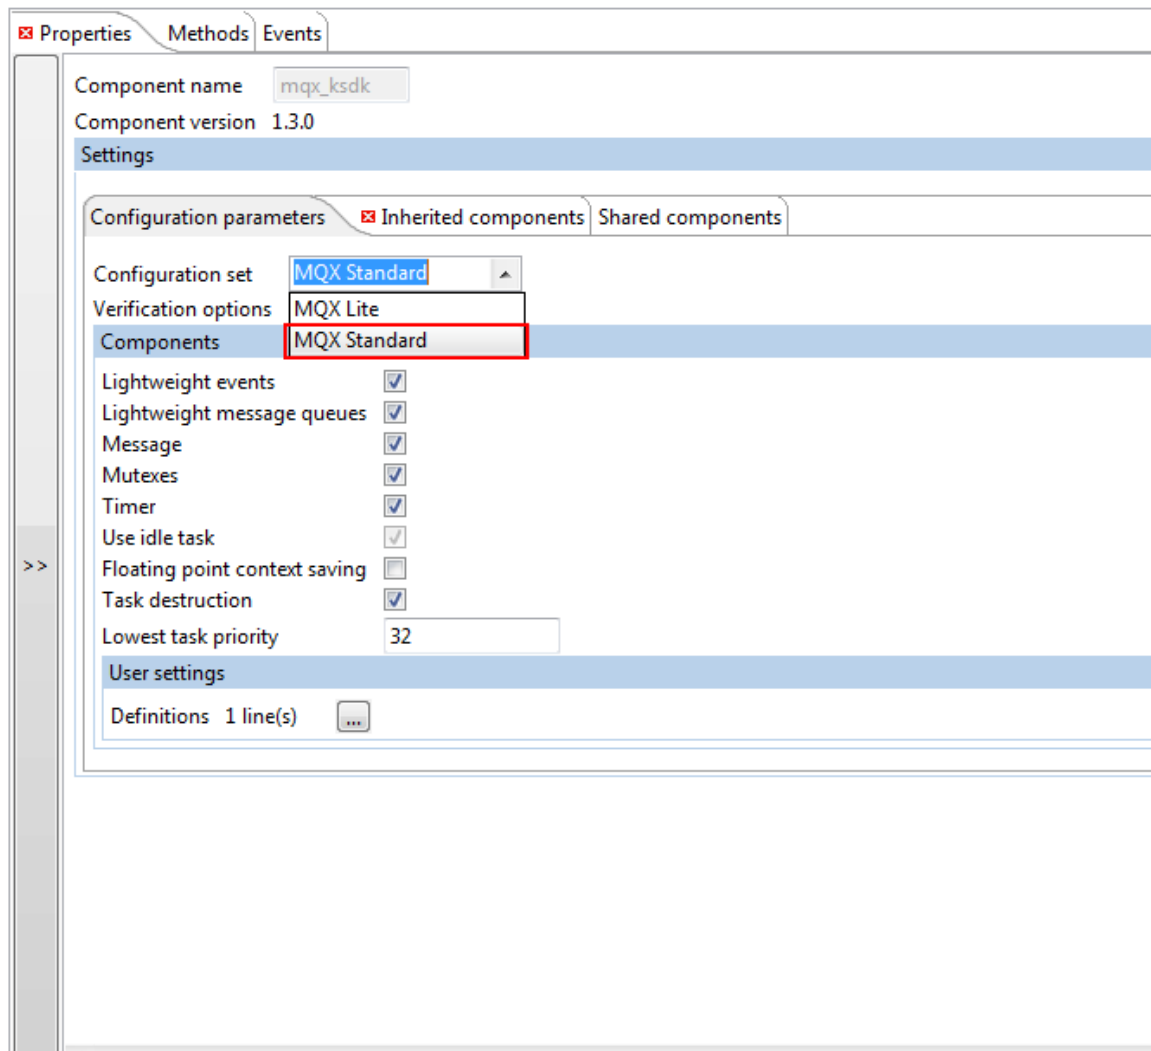 Properties Methods Events
Component name mqx_ksdk
Component version 1.3.0
Settings
Configuration parameters Inherited components Shared components
Configuration set MQX Standard
Verification options MQX Lite
Components MQX Standard
Lightweight events
Lightweight message queues
Message
Mutexes
Timer
Use idle task
>> Floating point context saving
Task destruction
Lowest task priority 32
User settings
Definitions 1 line(s) ...